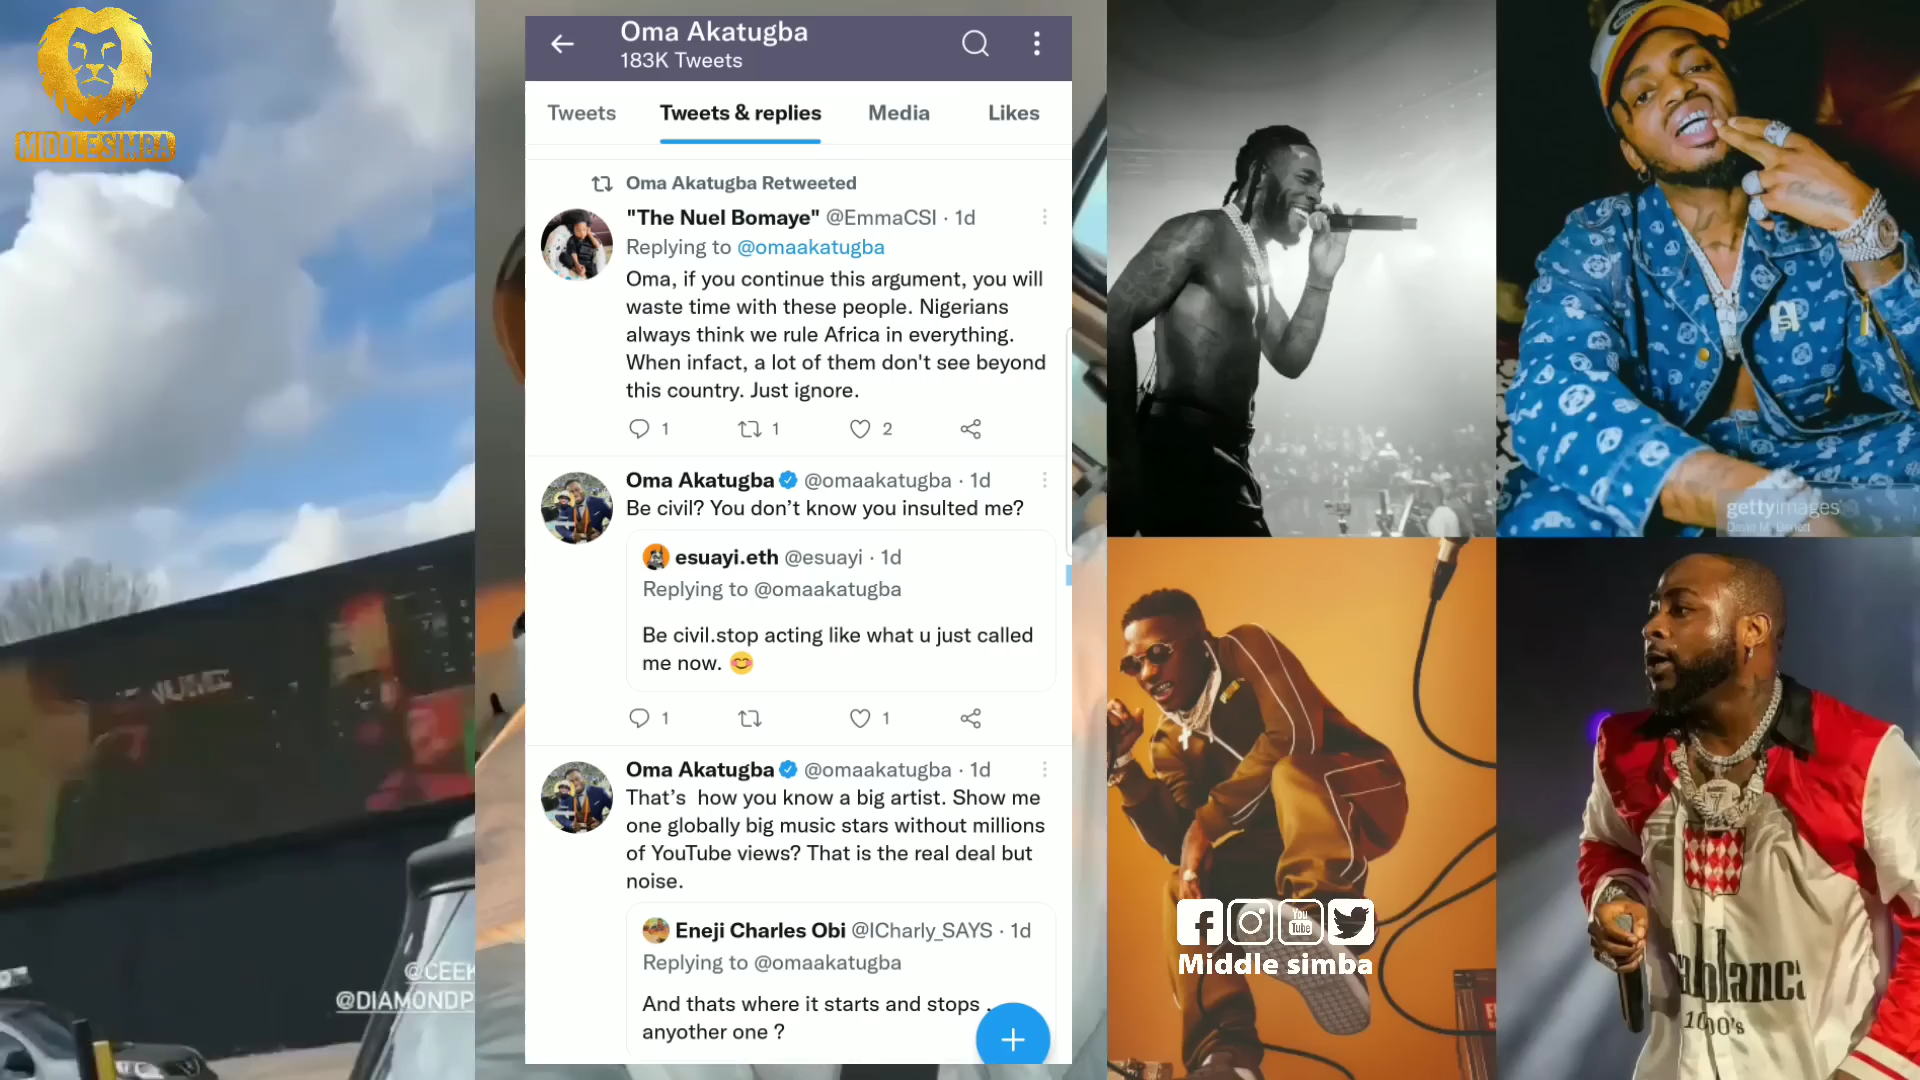 MIDDLE SIMBA
Oma Akatugba
183K Tweets
Tweets
Tweets & replies
Media
Likes
Oma Akatugba Retweeted
"The Nuel Bomaye" @EmmaCSI · 1d
Replying to @omaakatugba
Oma, if you continue this argument, you will
waste time with these people. Nigerians
always think we rule Africa in everything.
When infact, a lot of them don't see beyond
this country. Just ignore.
1
1
2
Oma Akatugba @omaakatugba · 1d
Be civil? You don’t know you insulted me?
esuayi.eth @esuayi · 1d
Replying to @omaakatugba
Be civil.stop acting like what u just called
me now. 😊
1
1
Oma Akatugba @omaakatugba · 1d
That’s  how you know a big artist. Show me
one globally big music stars without millions
of YouTube views? That is the real deal but
noise.
Eneji Charles Obi @ICharly_SAYS · 1d
Replying to @omaakatugba
And thats where it starts and stops .
anyother one ?
@CEEK
@DIAMONDP
gettyimages
You
Tube
Middle simba
7